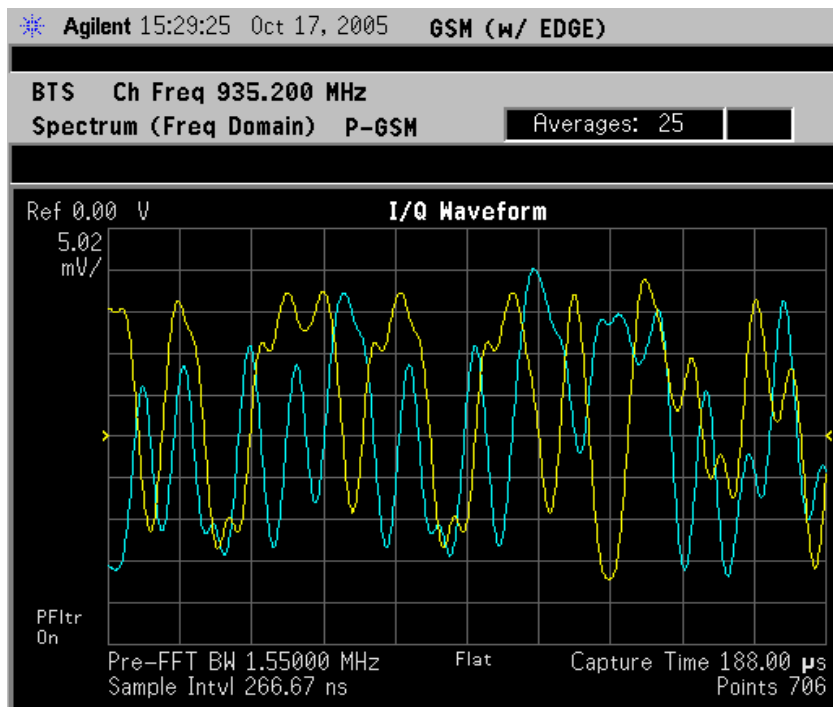 Agilent 15:29:25 Oct 17, 2005 GSM (w/ EDGE)
BTS Ch Freq 935.200 MHz
Spectrum (Freq Domain) P-GSM Averages: 25
Ref 0.00 V I/Q Waveform
5.02
mV/
PFltr
On
Pre-FFT BW 1.55000 MHz Flat Capture Time 188.00 μs
Sample Intvl 266.67 ns Points 706